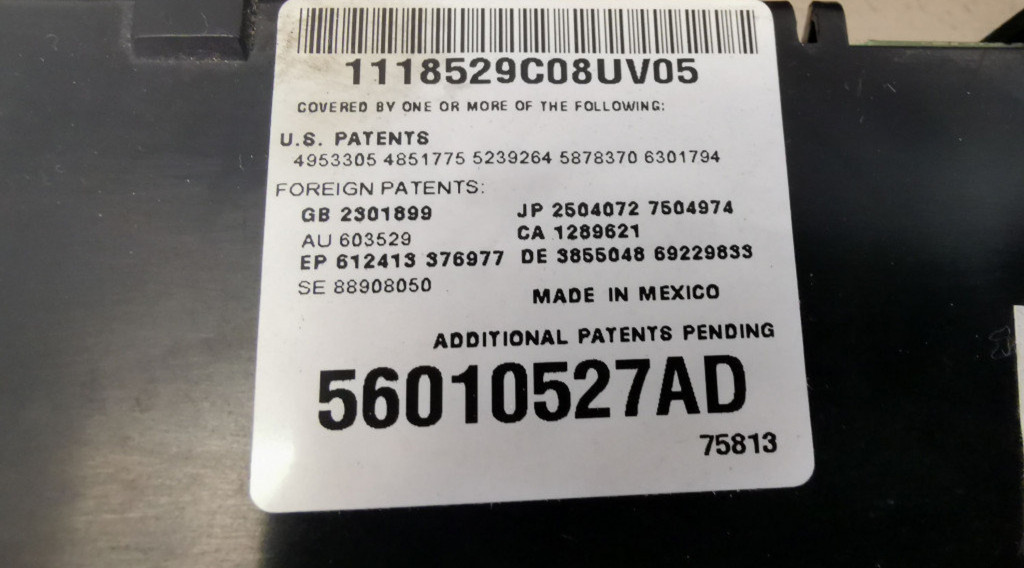 1118529C08UV05
COVERED BY ONE OR MORE OF THE FOLLOWING:
U.S. PATENTS
4953305 4851775 5239264 5878370 6301794
FOREIGN PATENTS:
GB 2301899 JP 2504072 7504974
AU 603529 CA 1289621
EP 612413 376977 DE 3855048 69229833
SE 88908050
MADE IN MEXICO
ADDITIONAL PATENTS PENDING
56010527AD
75813